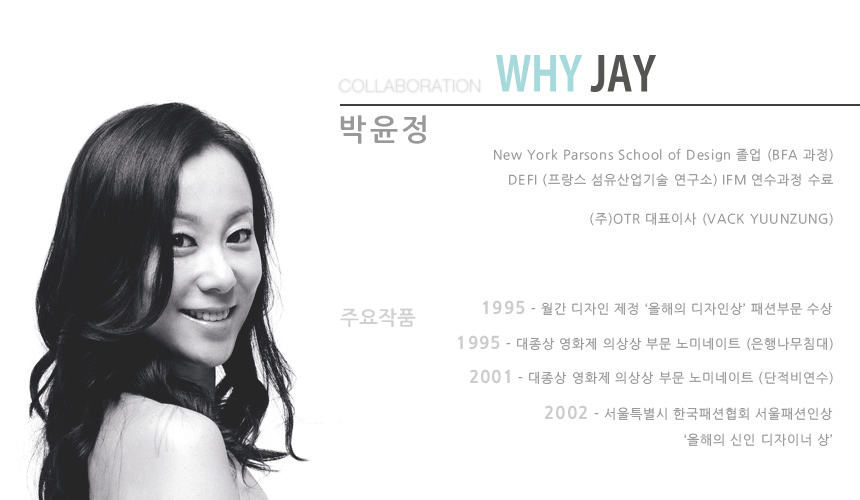 COLLABORATION WHY JAY
박윤정
New York Parsons School of Design 졸업 (BFA 과정)
DEFI (프랑스 섬유산업기술 연구소) IFM 연수과정 수료
(주)OTR 대표이사 (VACK YUUNZUNG)
주요작품
1995 - 월간 디자인 제정 ‘올해의 디자인상’ 패션부문 수상
1995 - 대종상 영화제 의상상 부문 노미네이트 (은행나무침대)
2001 - 대종상 영화제 의상상 부문 노미네이트 (단적비연수)
2002 - 서울특별시 한국패션협회 서울패션인상
‘올해의 신인 디자이너 상’